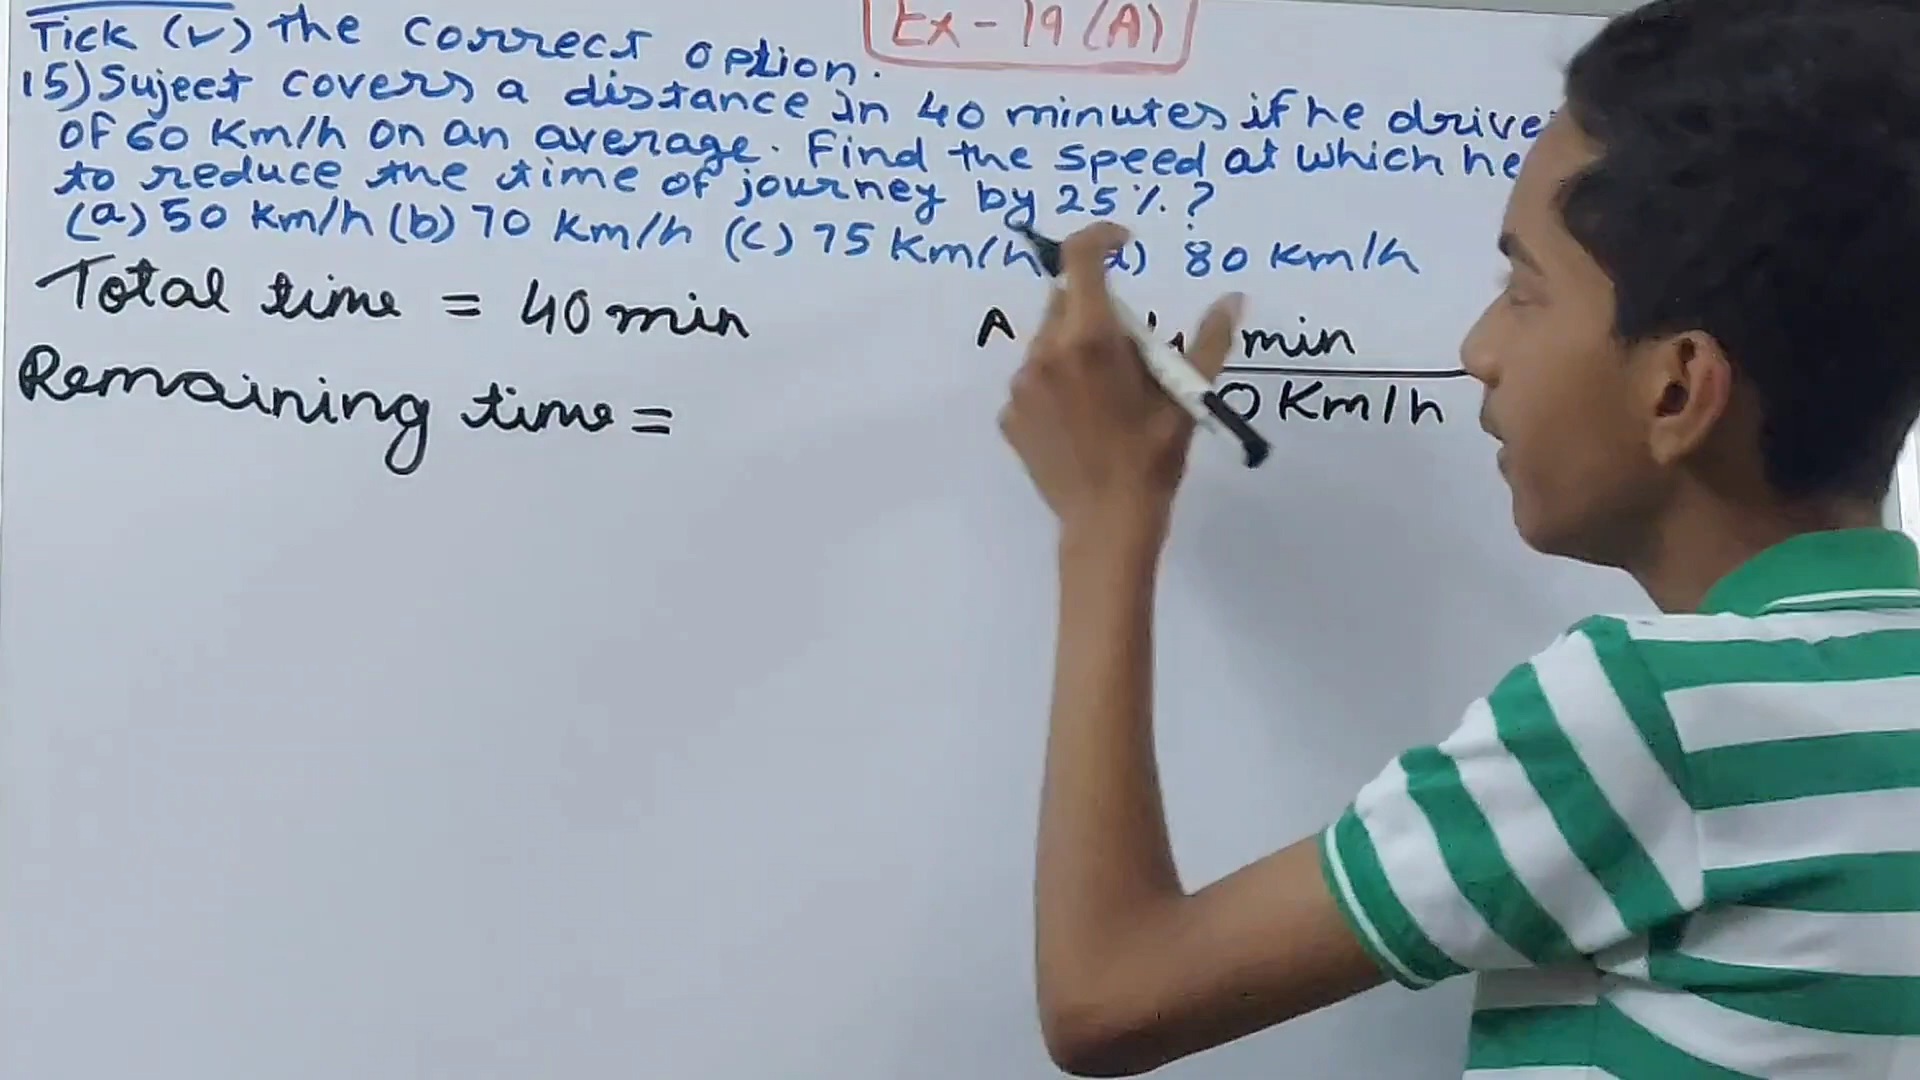 Ex-19(A)
Tick (✓) the correct option.
15) Sujeet covers a distance in 40 minutes if he drive
of 60 Km/h on an average. Find the speed at which he
to reduce the time of journey by 25%?
(a) 50 Km/h (b) 70 Km/h (c) 75 Km/h d) 80 Km/h
Total time = 40 min
A min
Remaining time =
0 Km/h